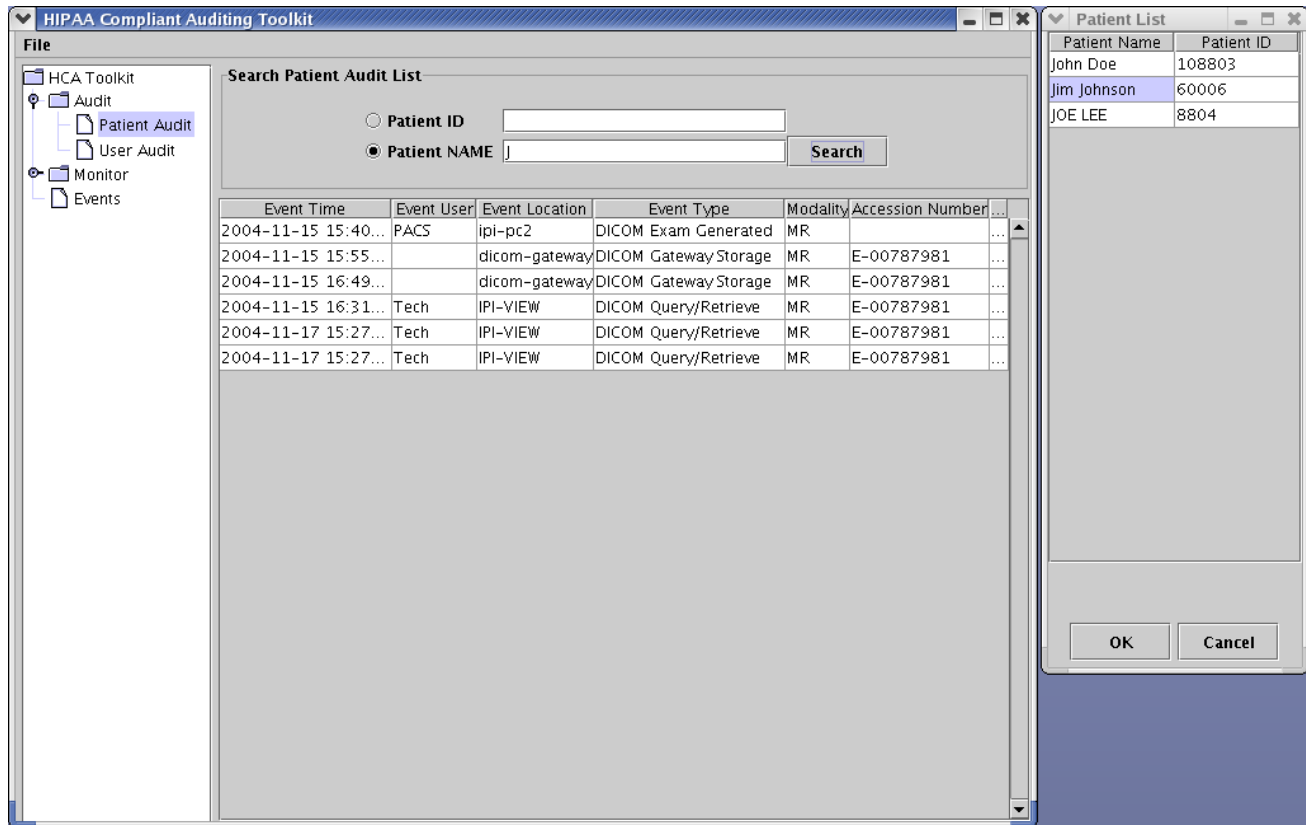 HIPAA Compliant Auditing Toolkit
File
HCA Toolkit
Audit
Patient Audit
User Audit
Monitor
Events
Search Patient Audit List
Patient ID
Patient NAME J Search
Event Time Event User Event Location Event Type Modality Accession Number ...
2004-11-15 15:40... PACS ipi-pc2 DICOM Exam Generated MR ...
2004-11-15 15:55... dicom-gateway DICOM Gateway Storage MR E-00787981 ...
2004-11-15 16:49... dicom-gateway DICOM Gateway Storage MR E-00787981 ...
2004-11-15 16:31... Tech IPI-VIEW DICOM Query/Retrieve MR E-00787981 ...
2004-11-17 15:27... Tech IPI-VIEW DICOM Query/Retrieve MR E-00787981 ...
2004-11-17 15:27... Tech IPI-VIEW DICOM Query/Retrieve MR E-00787981 ...
Patient List
Patient Name Patient ID
John Doe 108803
Jim Johnson 60006
JOE LEE 8804
OK Cancel